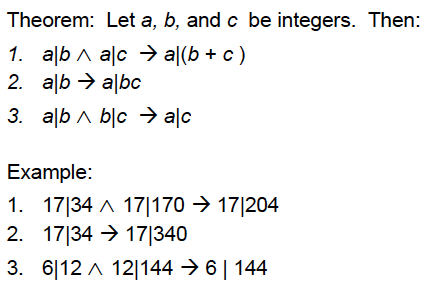 Theorem: Let a, b, and c be integers. Then:
1. a|b ∧ a|c → a|(b + c )
2. a|b → a|bc
3. a|b ∧ b|c → a|c
Example:
1. 17|34 ∧ 17|170 → 17|204
2. 17|34 → 17|340
3. 6|12 ∧ 12|144 → 6 | 144